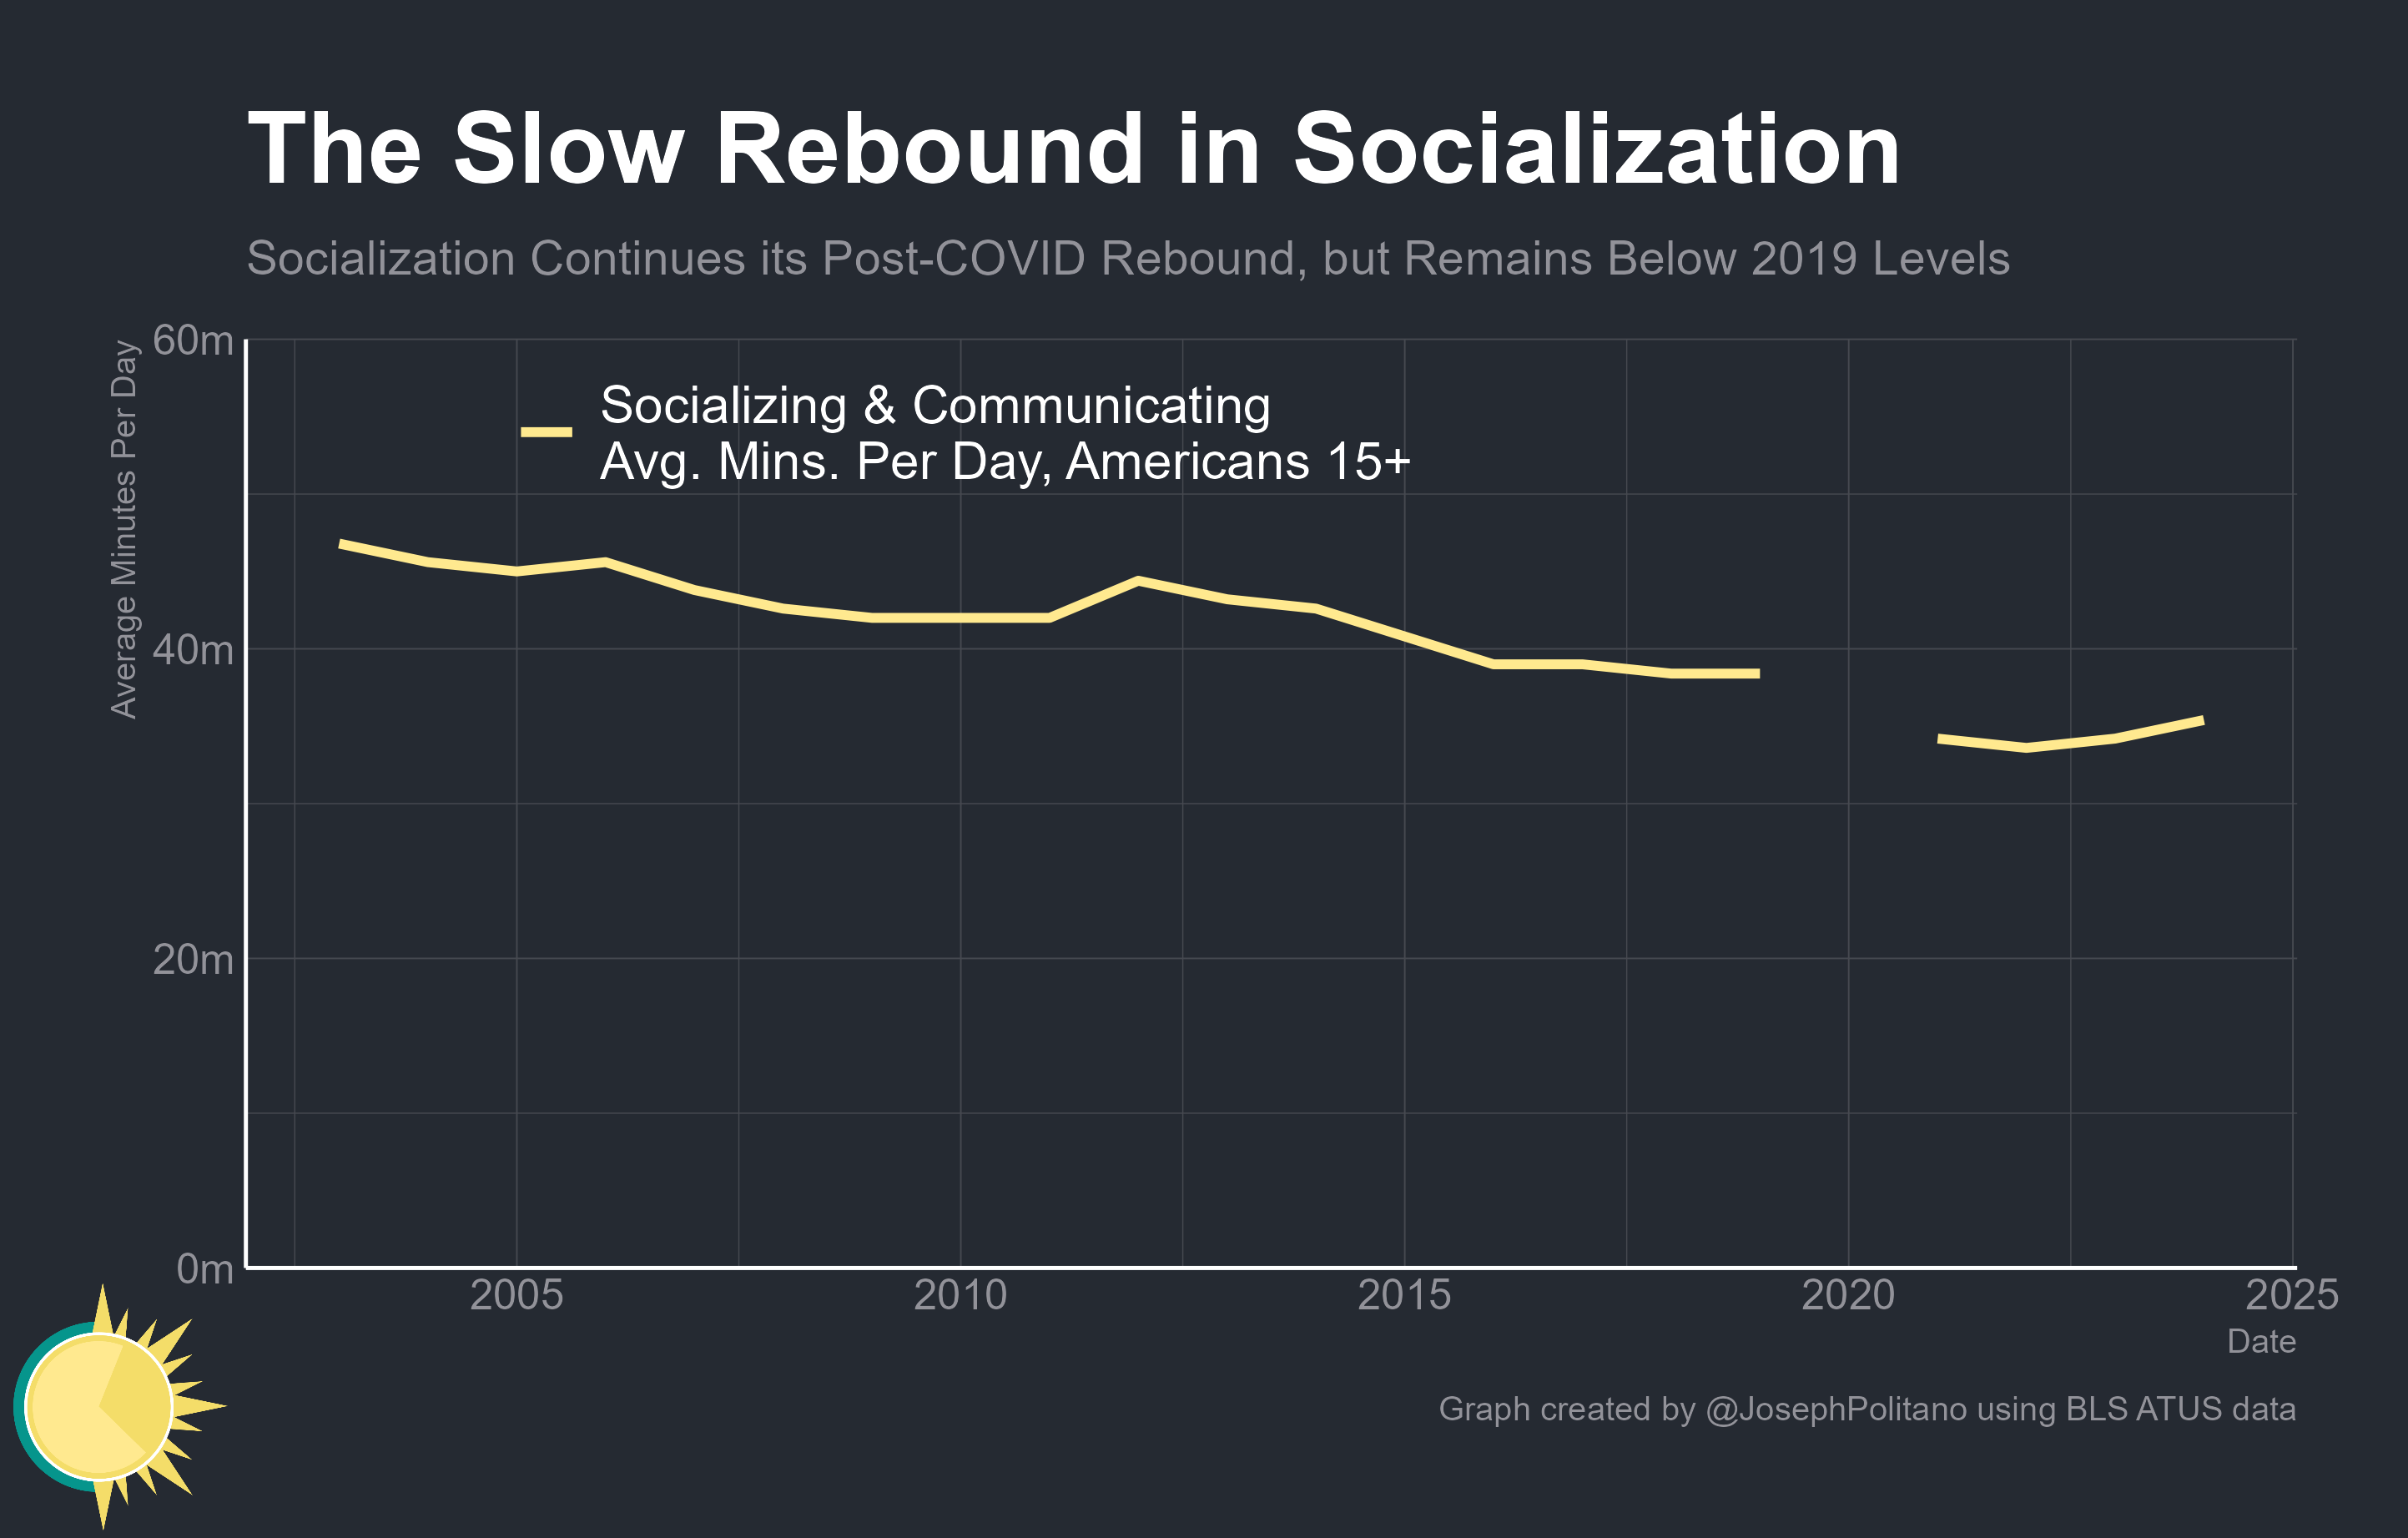 The Slow Rebound in Socialization
Socialization Continues its Post-COVID Rebound, but Remains Below 2019 Levels
Average Minutes Per Day
60m
40m
20m
0m
Socializing & Communicating
Avg. Mins. Per Day, Americans 15+
2005
2010
2015
2020
2025
Date
Graph created by @JosephPolitano using BLS ATUS data